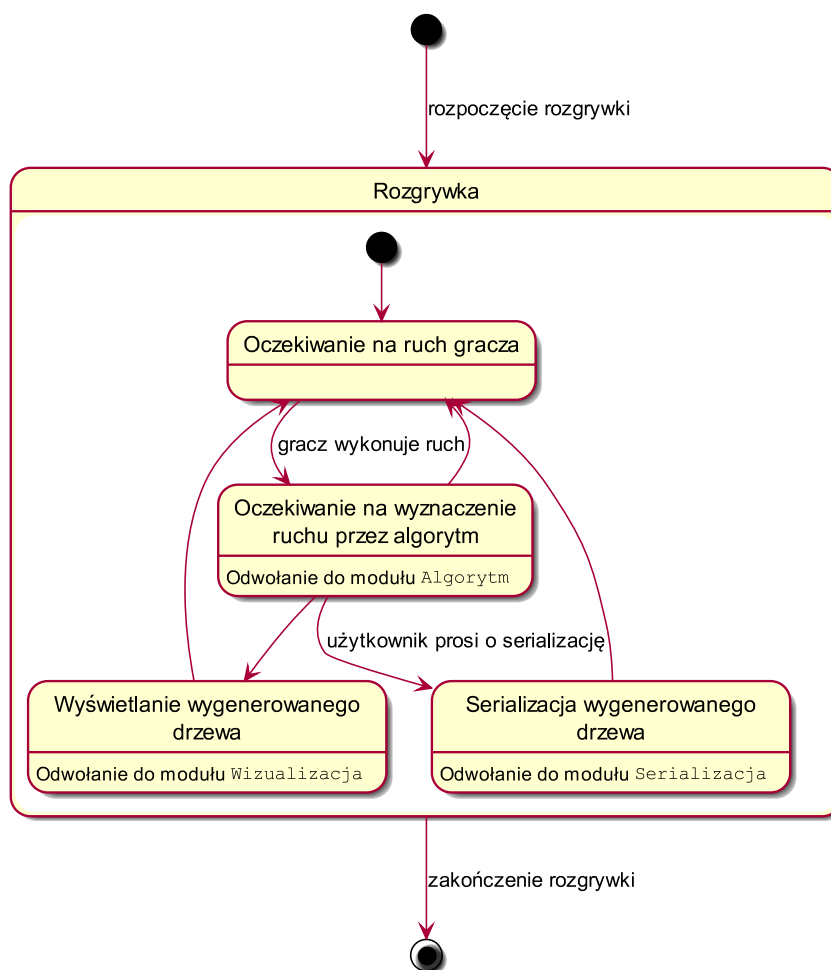 rozpoczęcie rozgrywki
Rozgrywka
Oczekiwanie na ruch gracza
gracz wykonuje ruch
Oczekiwanie na wyznaczenie
ruchu przez algorytm
Odwołanie do modułu Algorytm
użytkownik prosi o serializację
Wyświetlanie wygenerowanego
drzewa
Odwołanie do modułu Wizualizacja
Serializacja wygenerowanego
drzewa
Odwołanie do modułu Serializacja
zakończenie rozgrywki